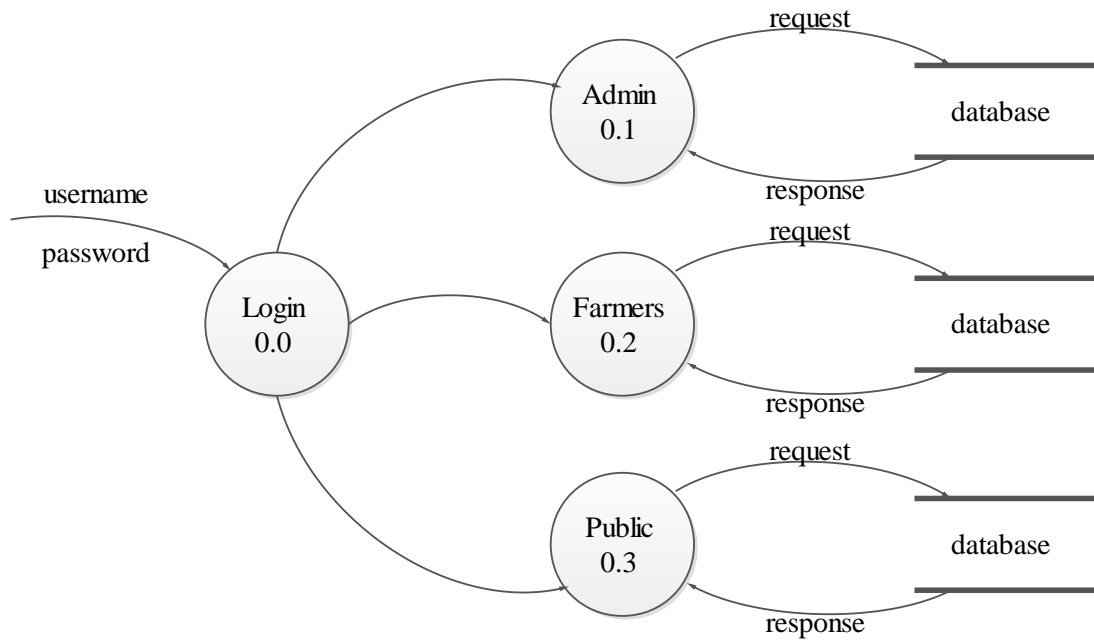 request
Admin
0.1
database
response
username
password
request
Login
0.0
Farmers
0.2
database
response
request
Public
0.3
database
response